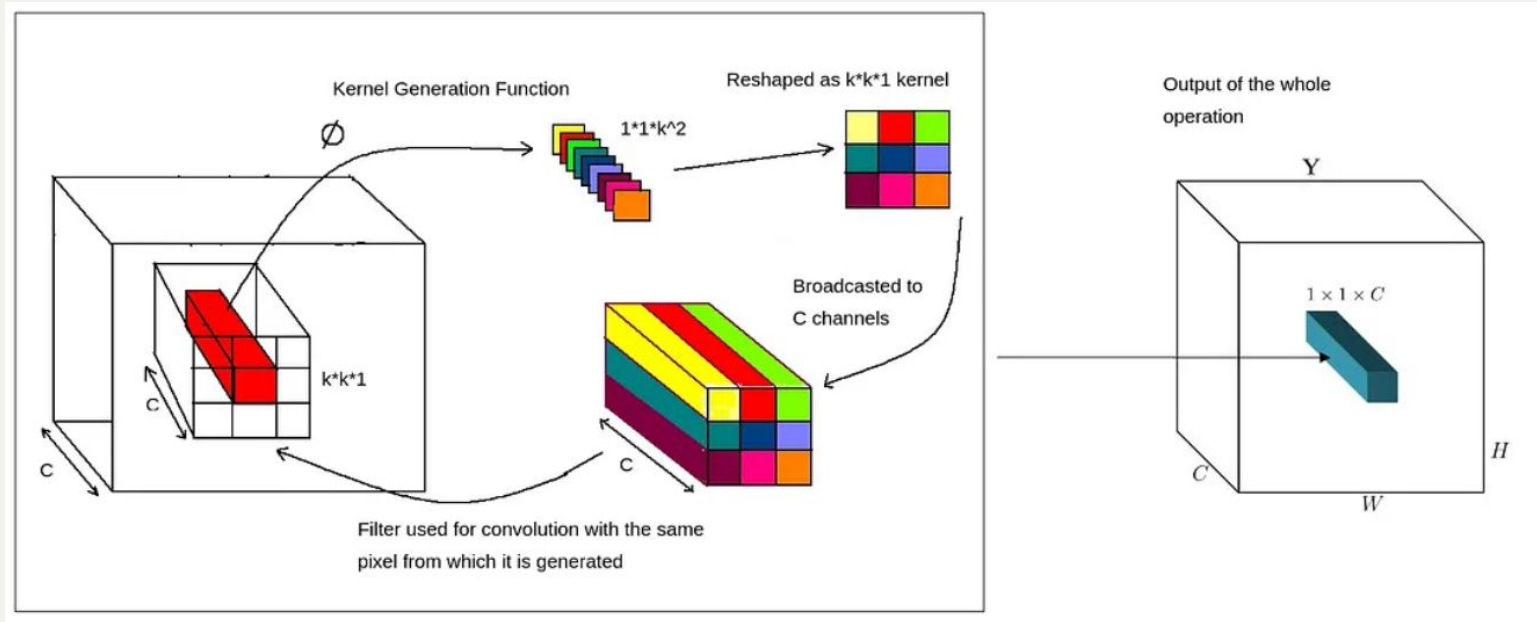 Kernel Generation Function
Ø
1*1*k^2
Reshaped as k*k*1 kernel
Broadcasted to
C channels
k*k*1
C
C
C
Filter used for convolution with the same
pixel from which it is generated
Output of the whole
operation
Y
1 × 1 × C
H
C
W